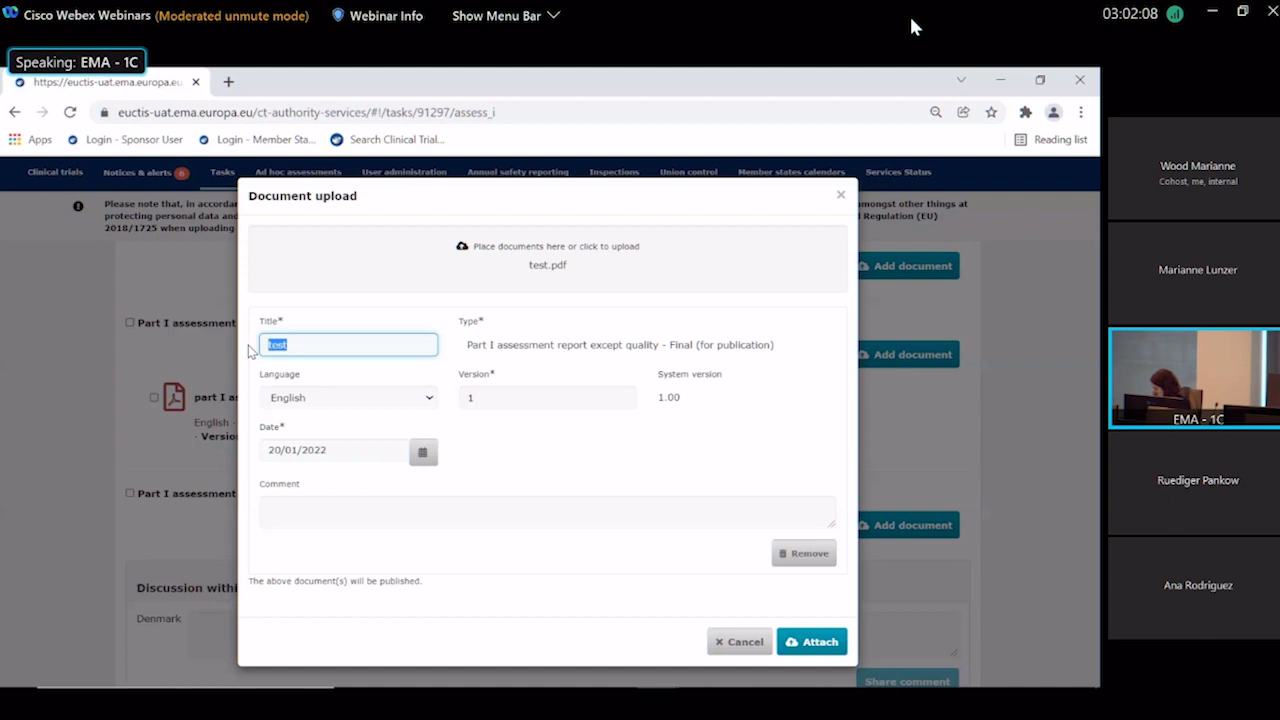 Cisco Webex Webinars (Moderated unmute mode) Webinar Info Show Menu Bar 03:02:08
Speaking: EMA - 1C
https://euctis-uat.ema.europa.eu
euctis-uat.ema.europa.eu/ct-authority-services/#!/tasks/91297/assess_i
Apps Login - Sponsor User Login - Member Sta... Search Clinical Trial... Reading list
Clinical trials Notices & alerts 6 Tasks Ad hoc assessments User administration Annual safety reporting Inspections Union control Member states calendars Services Status
Please note that, in accordan
protecting personal data and
2018/1725 when uploading
amongst other things at
Regulation (EU)
Document upload
Place documents here or click to upload
test.pdf
Add document
Title* Type*
Part I assessment
test Part I assessment report except quality - Final (for publication)
Add document
Language Version* System version
part I as
English 1 1.00
English -
- Version
Date*
20/01/2022
Comment
Part I assessment
Add document
Remove
The above document(s) will be published.
Discussion within
Denmark
Cancel Attach
Share comment
Wood Marianne
Cohost, me, internal
Marianne Lunzer
EMA - 1C
Ruediger Pankow
Ana Rodriguez